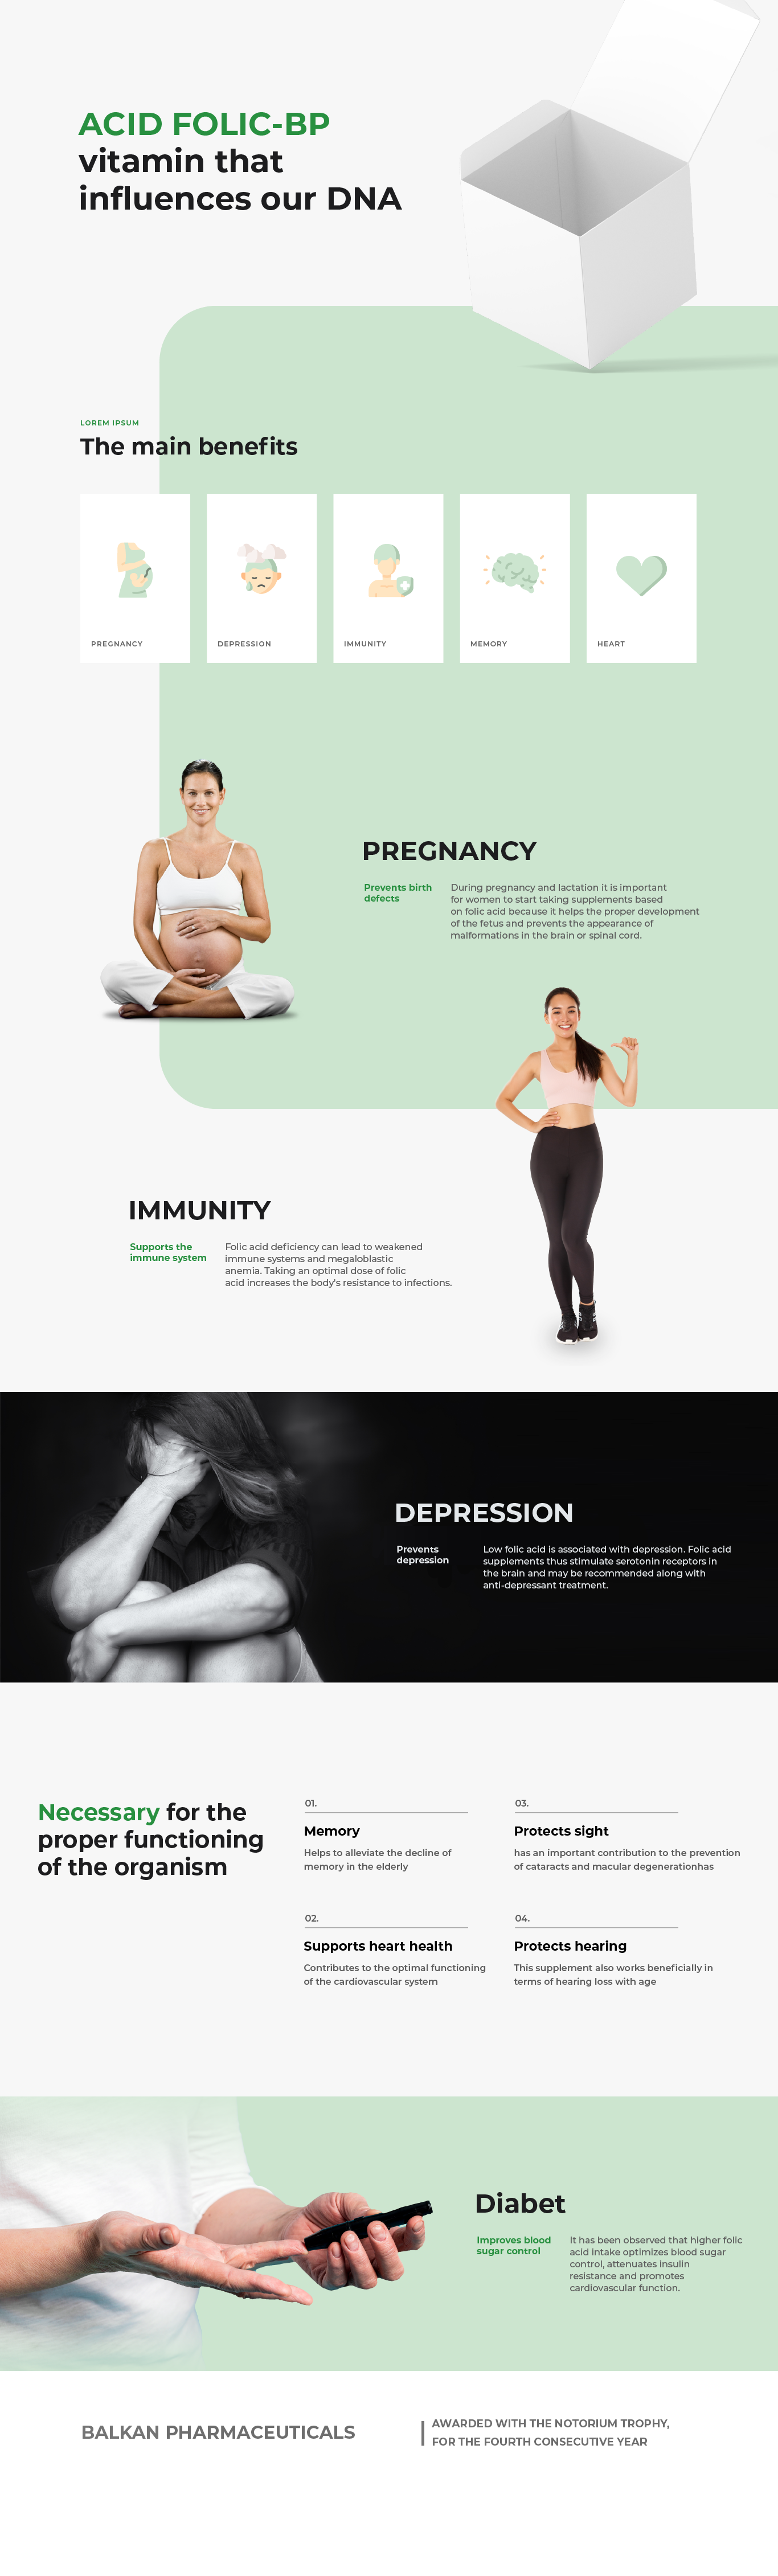 ACID FOLIC-BP
vitamin that
influences our DNA
LOREM IPSUM
The main benefits
PREGNANCY
DEPRESSION
IMMUNITY
MEMORY
HEART
PREGNANCY
Prevents birth
defects
During pregnancy and lactation it is important
for women to start taking supplements based
on folic acid because it helps the proper development
of the fetus and prevents the appearance of
malformations in the brain or spinal cord.
IMMUNITY
Supports the
immune system
Folic acid deficiency can lead to weakened
immune systems and megaloblastic
anemia. Taking an optimal dose of folic
acid increases the body's resistance to infections.
DEPRESSION
Prevents
depression
Low folic acid is associated with depression. Folic acid
supplements thus stimulate serotonin receptors in
the brain and may be recommended along with
anti-depressant treatment.
Necessary for the
proper functioning
of the organism
01.
Memory
Helps to alleviate the decline of
memory in the elderly
02.
Supports heart health
Contributes to the optimal functioning
of the cardiovascular system
03.
Protects sight
has an important contribution to the prevention
of cataracts and macular degenerationhas
04.
Protects hearing
This supplement also works beneficially in
terms of hearing loss with age
Diabet
Improves blood
sugar control
It has been observed that higher folic
acid intake optimizes blood sugar
control, attenuates insulin
resistance and promotes
cardiovascular function.
BALKAN PHARMACEUTICALS
AWARDED WITH THE NOTORIUM TROPHY,
FOR THE FOURTH CONSECUTIVE YEAR